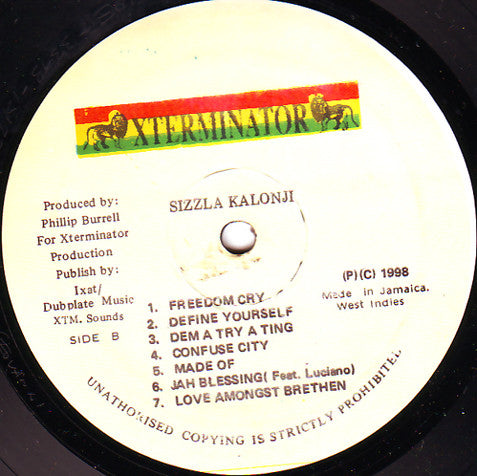 XTERMINATOR
SIZZLA KALONJI
Produced by:
Phillip Burrell
For Xterminator
Production
Publish by:
Ixat/
Dubplate Music
XTM. Sounds
SIDE B
(P)(C) 1998
Made in Jamaica.
West Indies
1. FREEDOM CRY
2. DEFINE YOURSELF
3. DEM A TRY A TING
4. CONFUSE CITY
5. MADE OF
6. JAH BLESSING( Feat. Luciano)
7. LOVE AMONGST BRETHEN
UNATHORISED COPYING IS STRICTLY PROHIBITED